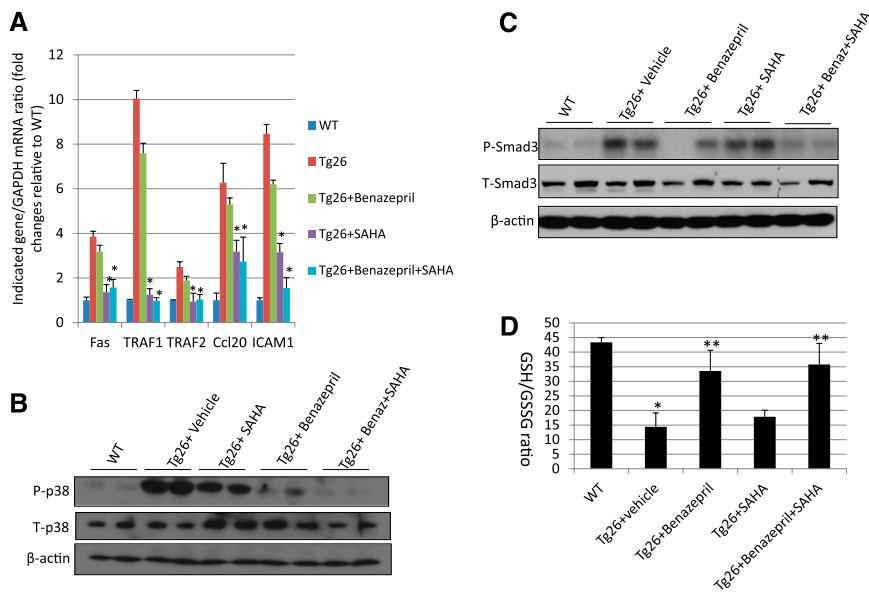 A
Indicated gene/GAPDH mRNA ratio (fold
changes relative to WT)
12
10
8
6
4
2
0
* * * * * * * * * *
Fas TRAF1 TRAF2 Ccl20 ICAM1
WT
Tg26
Tg26+Benazepril
Tg26+SAHA
Tg26+Benazepril+SAHA
B
WT
Tg26+ Vehicle
Tg26+ SAHA
Tg26+ Benazepril
Tg26+ Benaz+SAHA
P-p38
T-p38
β-actin
C
WT
Tg26+ Vehicle
Tg26+ Benazepril
Tg26+ SAHA
Tg26+ Benaz+SAHA
P-Smad3
T-Smad3
β-actin
D
GSH/GSSG ratio
50
45
40
35
30
25
20
15
10
5
0
* ** **
WT
Tg26+vehicle
Tg26+Benazepril
Tg26+SAHA
Tg26+Benazepril+SAHA